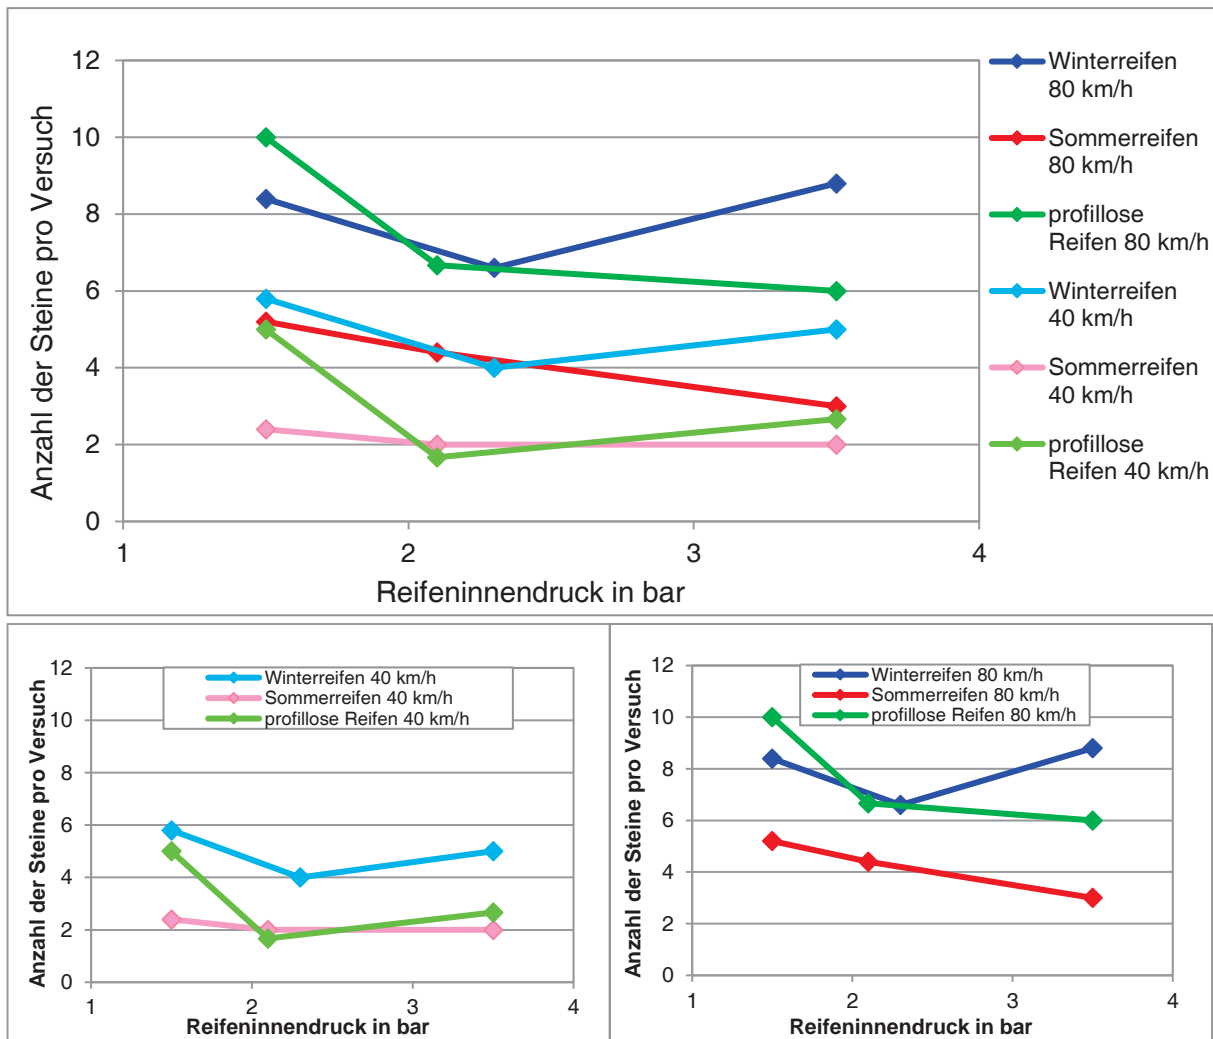 12
10
8
6
4
2
0
Anzahl der Steine pro Versuch
1
2
3
4
Reifeninnendruck in bar
Winterreifen
80 km/h
Sommerreifen
80 km/h
profillose
Reifen 80 km/h
Winterreifen
40 km/h
Sommerreifen
40 km/h
profillose
Reifen 40 km/h
12
10
8
6
4
2
0
Anzahl der Steine pro Versuch
Winterreifen 40 km/h
Sommerreifen 40 km/h
profillose Reifen 40 km/h
1
2
3
4
Reifeninnendruck in bar
12
10
8
6
4
2
0
Anzahl der Steine pro Versuch
Winterreifen 80 km/h
Sommerreifen 80 km/h
profillose Reifen 80 km/h
1
2
3
4
Reifeninnendruck in bar